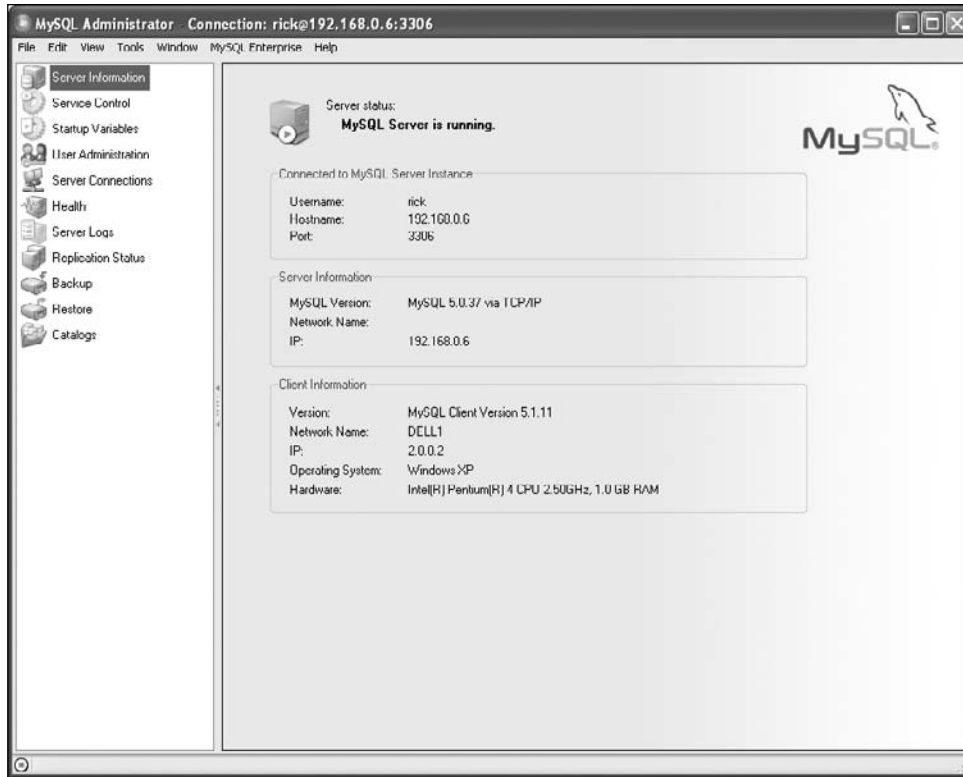 MySQL Administrator Connection: rick@192.168.0.6:3306
File Edit View Tools Window MySQL Enterprise Help
Server Information
Service Control
Startup Variables
User Administration
Server Connections
Health
Server Logs
Replication Status
Backup
Restore
Catalogs
Server status:
MySQL Server is running.
MySQL®
Connected to MySQL Server Instance
Username: rick
Hostname: 192.168.0.6
Port: 3306
Server Information
MySQL Version: MySQL 5.0.37 via TCP/IP
Network Name:
IP: 192.168.0.6
Client Information
Version: MySQL Client Version 5.1.11
Network Name: DELL1
IP: 2.0.0.2
Operating System: Windows XP
Hardware: Intel(R) Pentium(R) 4 CPU 2.50GHz, 1.0 GB RAM